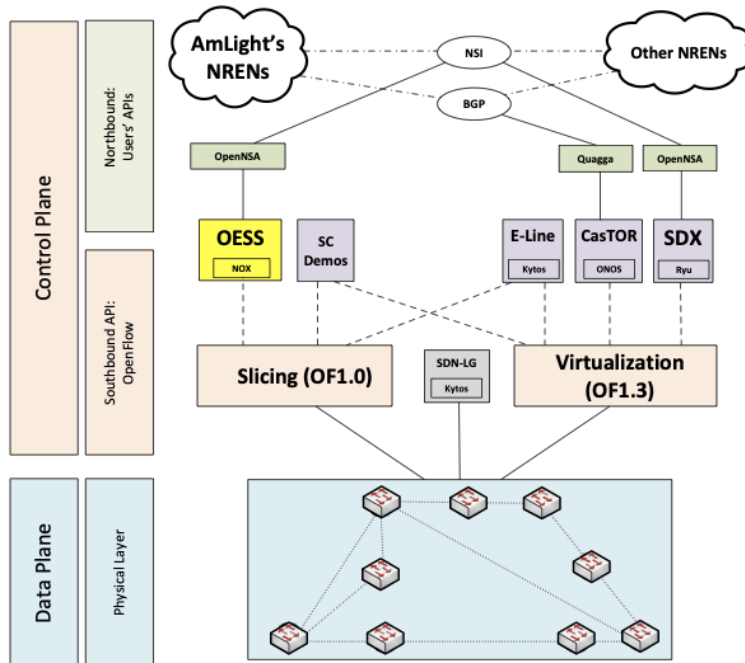 Control Plane
Northbound:
Users' APIs
Southbound API:
OpenFlow
Data Plane
Physical Layer
AmLight's
NRENs
NSI
BGP
Other NRENs
OpenNSA
Quagga
OpenNSA
OESS
NOX
SC
Demos
E-Line
Kytos
CasTOR
ONOS
SDX
Ryu
Slicing (OF1.0)
SDN-LG
Kytos
Virtualization
(OF1.3)